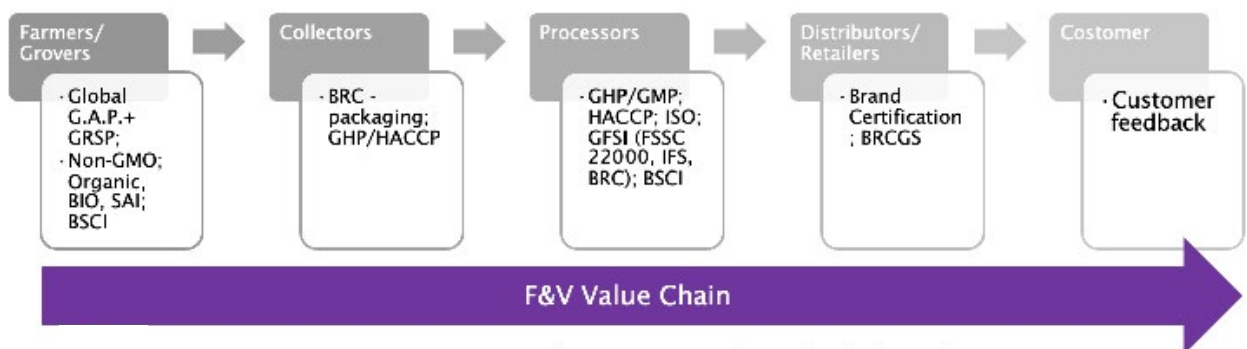 Farmers/
Grovers
Collectors
Processors
Distributors/
Retailers
Costomer
· Global
G.A.P.+
GRSP;
· Non-GMO;
Organic,
BIO, SAI;
BSCI
· BRC -
packaging;
GHP/HACCP
· GHP/GMP;
HACCP; ISO;
GFSI (FSSC
22000, IFS,
BRC); BSCI
· Brand
Certification
; BRCGS
· Customer
feedback
F&V Value Chain